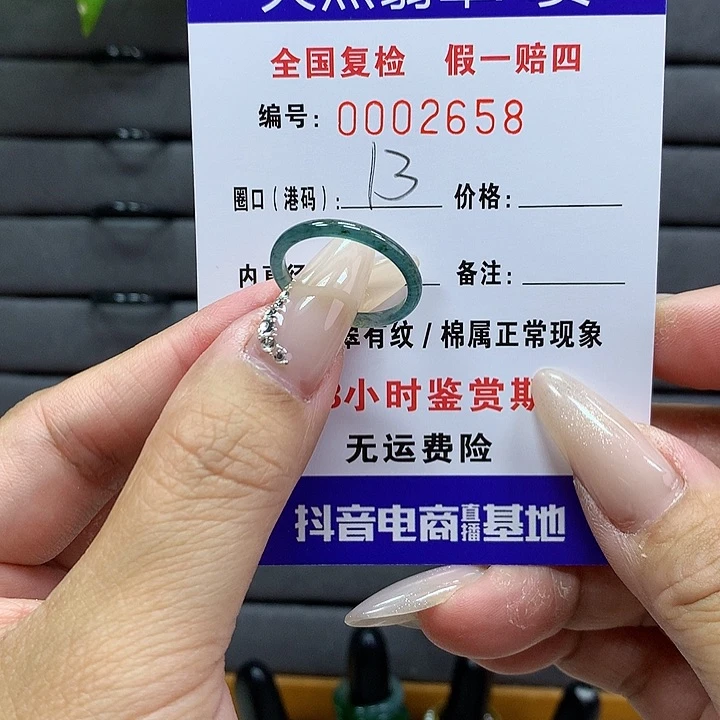 全国复检 假一赔四
编号: 0002658
圈口(港码): 13 价格:
备注:
有纹/棉属正常现象
小时鉴赏期
无运费险
抖音电商直播基地